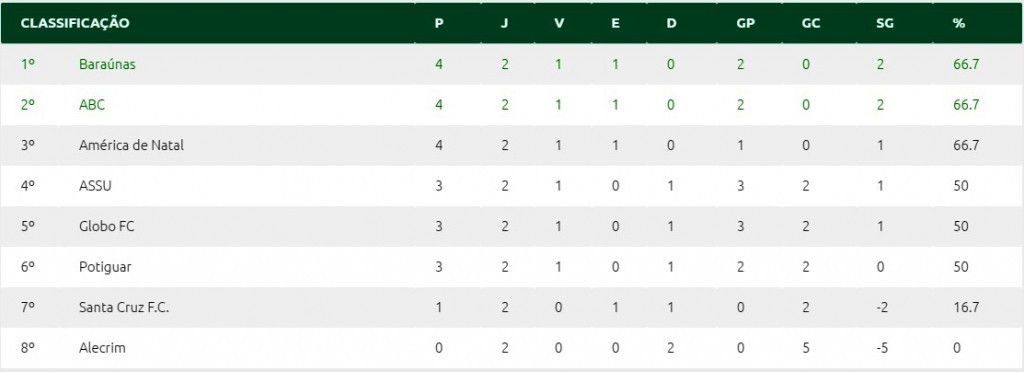 CLASSIFICAÇÃO P J V E D GP GC SG %
1º Baraúnas 4 2 1 1 0 2 0 2 66.7
2º ABC 4 2 1 1 0 2 0 2 66.7
3º América de Natal 4 2 1 1 0 1 0 1 66.7
4º ASSU 3 2 1 0 1 3 2 1 50
5º Globo FC 3 2 1 0 1 3 2 1 50
6º Potiguar 3 2 1 0 1 2 2 0 50
7º Santa Cruz F.C. 1 2 0 1 1 0 2 -2 16.7
8º Alecrim 0 2 0 0 2 0 5 -5 0